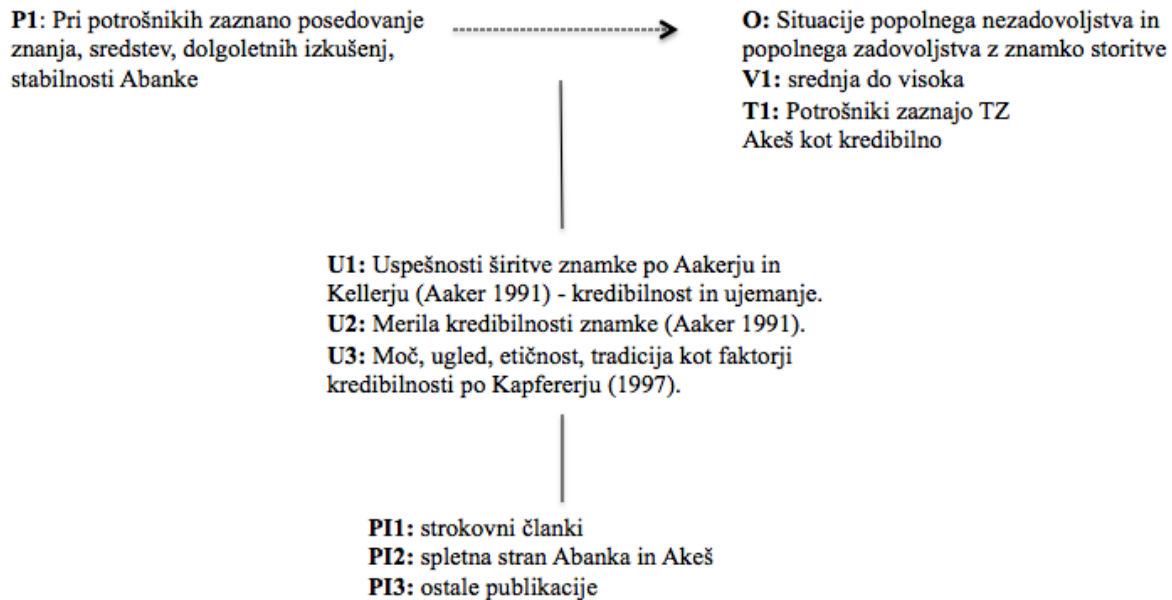 P1: Pri potrošnikih zaznano posedovanje
znanja, sredstev, dolgoletnih izkušenj,
stabilnosti Abanke
O: Situacije popolnega nezadovoljstva in
popolnega zadovoljstva z znamko storitve
V1: srednja do visoka
T1: Potrošniki zaznajo TZ
Akeš kot kredibilno
U1: Uspešnosti širitve znamke po Aakerju in
Kellerju (Aaker 1991) - kredibilnost in ujemanje.
U2: Merila kredibilnosti znamke (Aaker 1991).
U3: Moč, ugled, etičnost, tradicija kot faktorji
kredibilnosti po Kapfererju (1997).
PI1: strokovni članki
PI2: spletna stran Abanka in Akeš
PI3: ostale publikacije